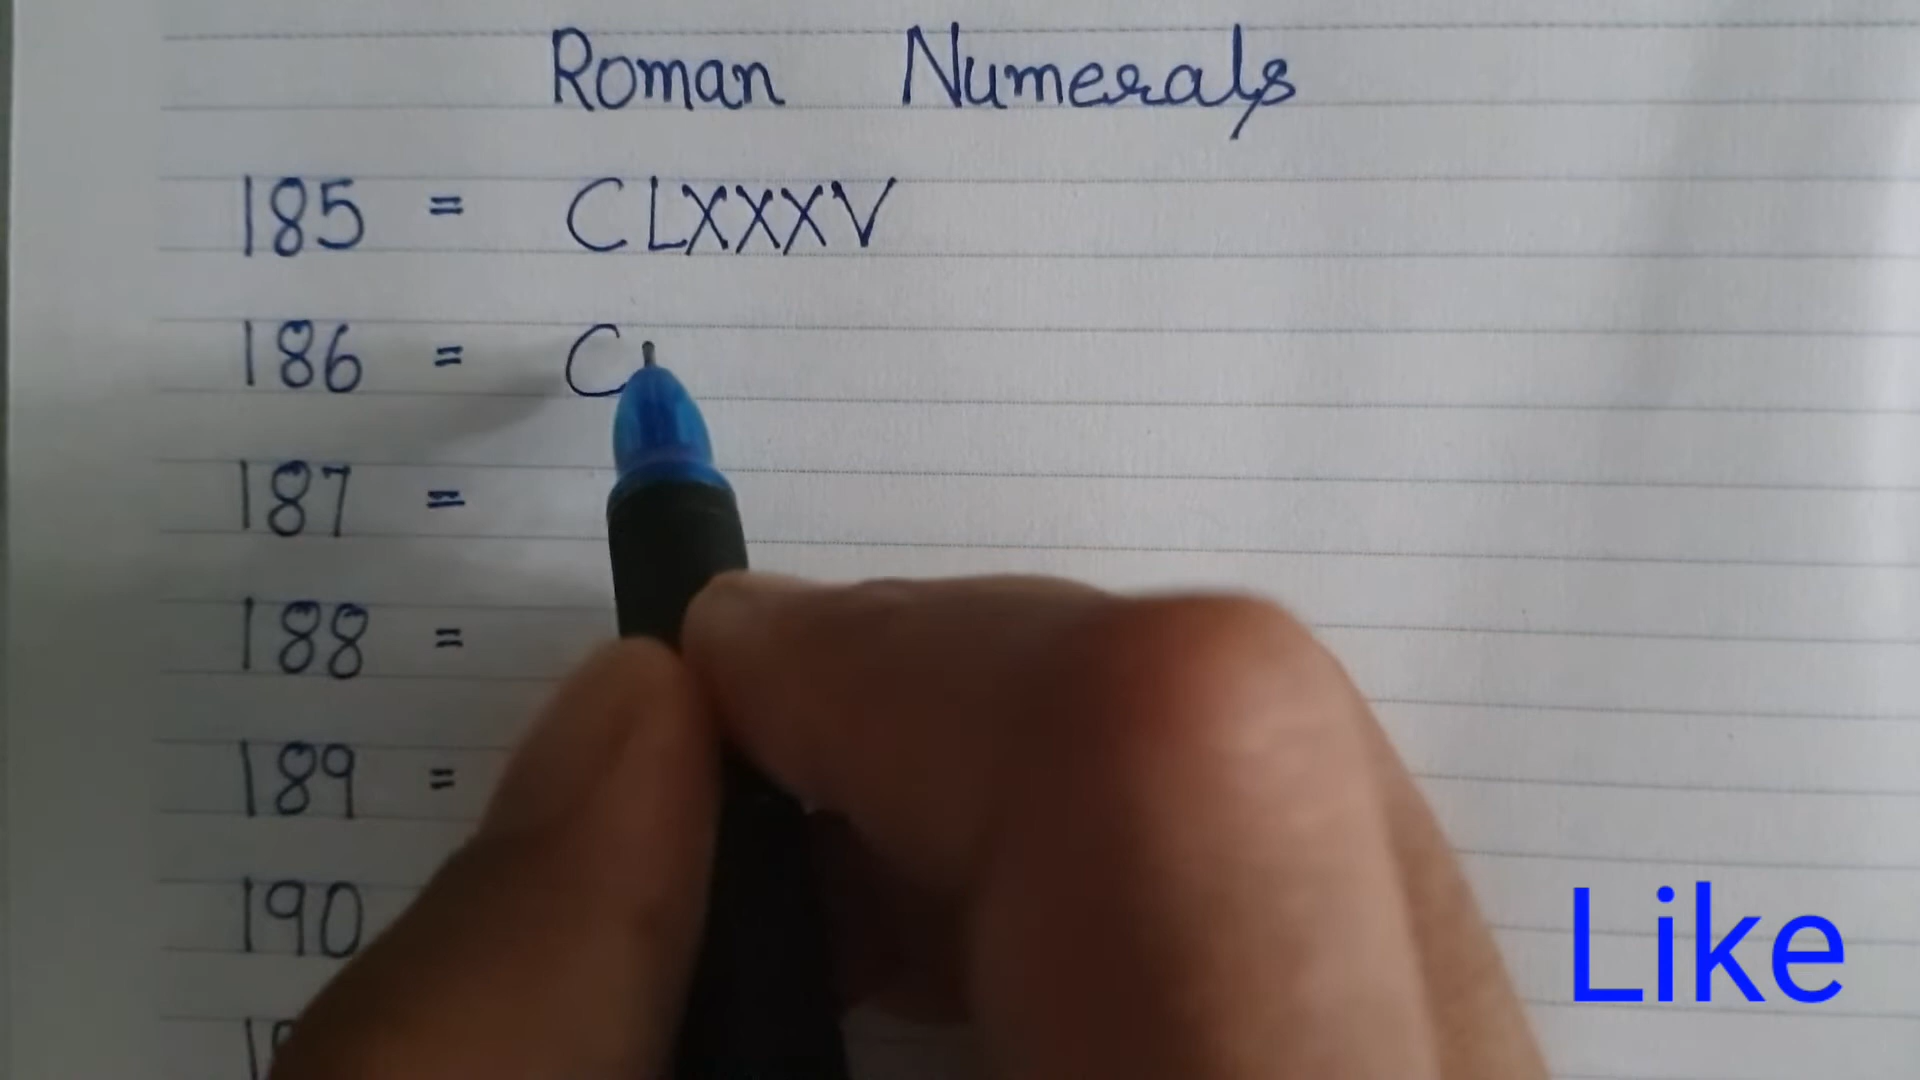 Roman Numerals
185 = CLXXXV
186 = C
187 =
188 =
189 =
190
Like